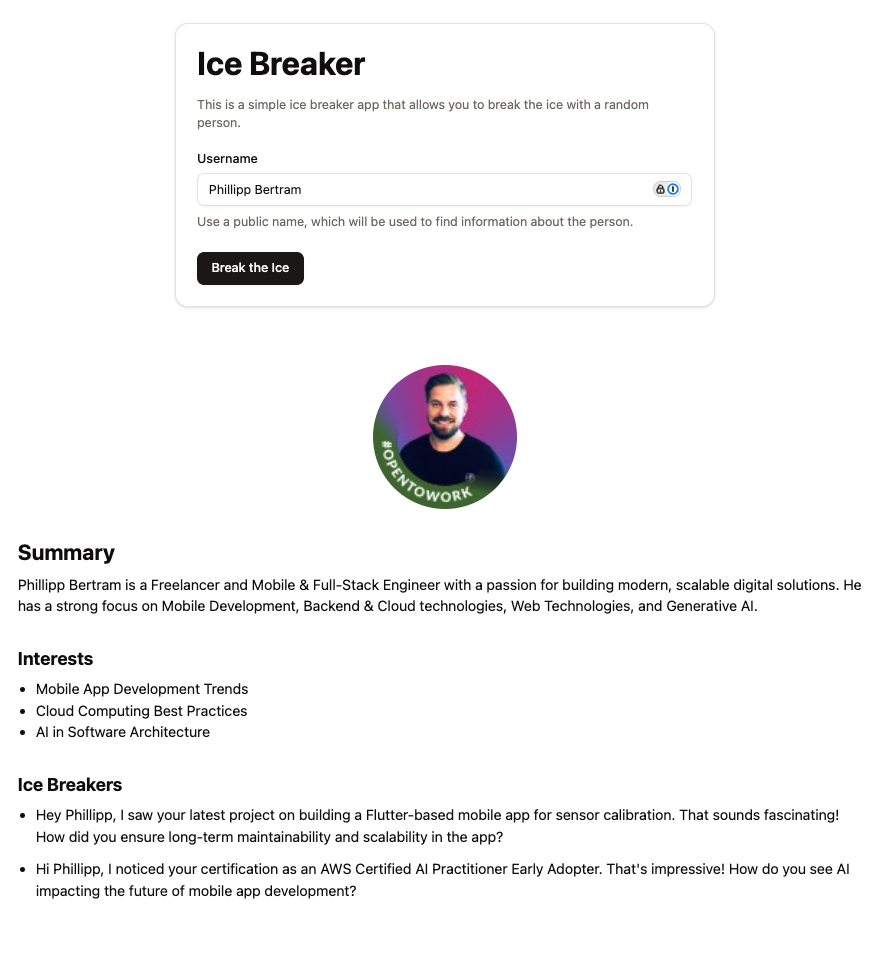 Ice Breaker
This is a simple ice breaker app that allows you to break the ice with a random
person.
Username
Phillipp Bertram
Use a public name, which will be used to find information about the person.
Break the Ice
#OPENTOWORK
Summary
Phillipp Bertram is a Freelancer and Mobile & Full-Stack Engineer with a passion for building modern, scalable digital solutions. He
has a strong focus on Mobile Development, Backend & Cloud technologies, Web Technologies, and Generative AI.
Interests
• Mobile App Development Trends
• Cloud Computing Best Practices
• AI in Software Architecture
Ice Breakers
• Hey Phillipp, I saw your latest project on building a Flutter-based mobile app for sensor calibration. That sounds fascinating!
How did you ensure long-term maintainability and scalability in the app?
• Hi Phillipp, I noticed your certification as an AWS Certified AI Practitioner Early Adopter. That's impressive! How do you see AI
impacting the future of mobile app development?